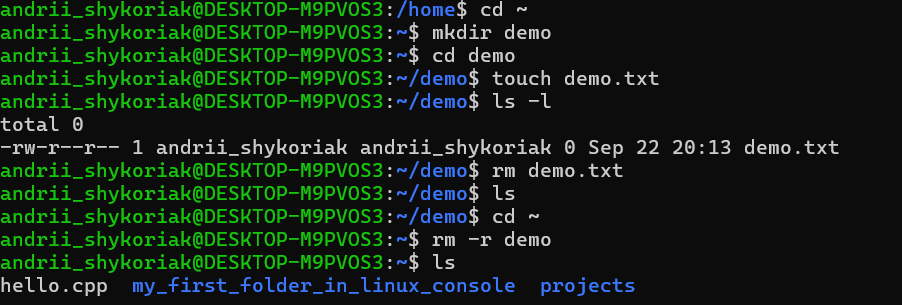 andrii_shykoriak@DESKTOP-M9PVOS3:/home$ cd ~
andrii_shykoriak@DESKTOP-M9PVOS3:~$ mkdir demo
andrii_shykoriak@DESKTOP-M9PVOS3:~$ cd demo
andrii_shykoriak@DESKTOP-M9PVOS3:~/demo$ touch demo.txt
andrii_shykoriak@DESKTOP-M9PVOS3:~/demo$ ls -l
total 0
-rw-r--r-- 1 andrii_shykoriak andrii_shykoriak 0 Sep 22 20:13 demo.txt
andrii_shykoriak@DESKTOP-M9PVOS3:~/demo$ rm demo.txt
andrii_shykoriak@DESKTOP-M9PVOS3:~/demo$ ls
andrii_shykoriak@DESKTOP-M9PVOS3:~/demo$ cd ~
andrii_shykoriak@DESKTOP-M9PVOS3:~$ rm -r demo
andrii_shykoriak@DESKTOP-M9PVOS3:~$ ls
hello.cpp  my_first_folder_in_linux_console  projects